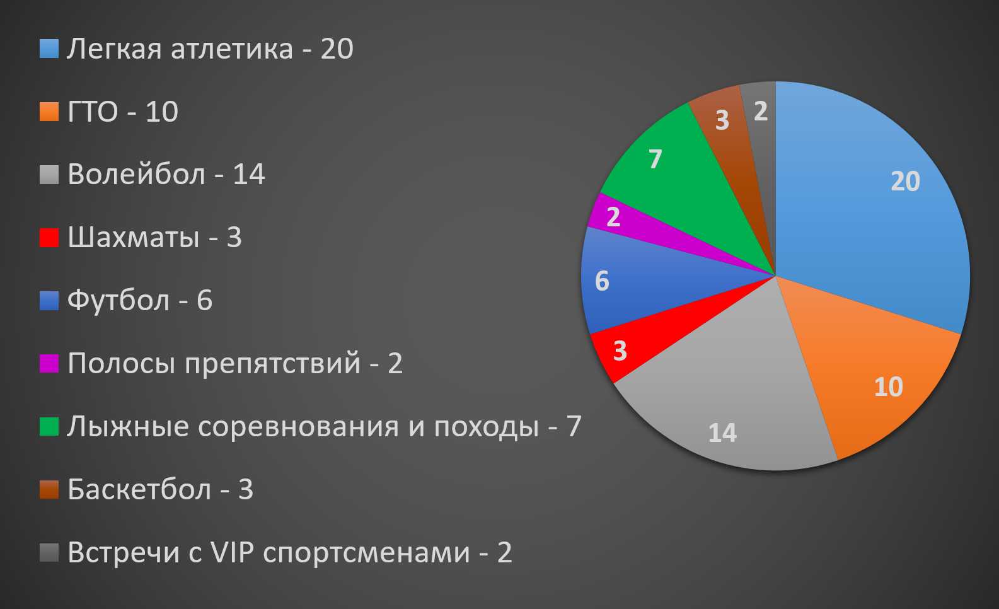 Легкая атлетика - 20
ГТО - 10
Волейбол - 14
Шахматы - 3
Футбол - 6
Полосы препятствий - 2
Лыжные соревнования и походы - 7
Баскетбол - 3
Встречи с VIP спортсменами - 2
20
10
14
3
6
2
7
3
2